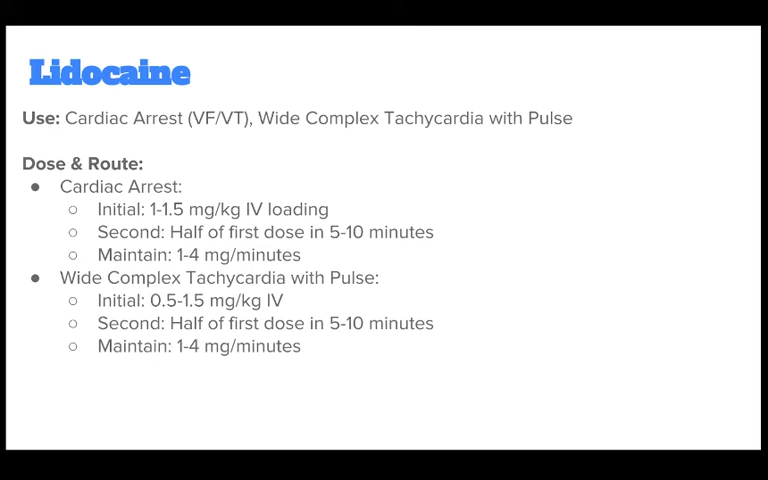 Lidocaine
Use: Cardiac Arrest (VF/VT), Wide Complex Tachycardia with Pulse
Dose & Route:
● Cardiac Arrest:
○ Initial: 1-1.5 mg/kg IV loading
○ Second: Half of first dose in 5-10 minutes
○ Maintain: 1-4 mg/minutes
● Wide Complex Tachycardia with Pulse:
○ Initial: 0.5-1.5 mg/kg IV
○ Second: Half of first dose in 5-10 minutes
○ Maintain: 1-4 mg/minutes